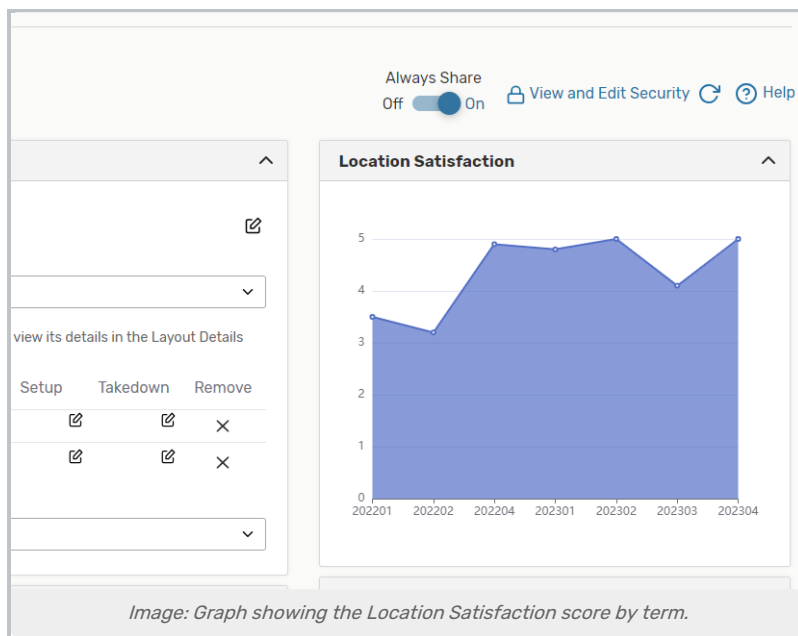 Always Share
Off On View and Edit Security Help
Location Satisfaction
view its details in the Layout Details
Setup Takedown Remove
5
4
3
2
1
0
202201 202202 202204 202301 202302 202303 202304
Image: Graph showing the Location Satisfaction score by term.